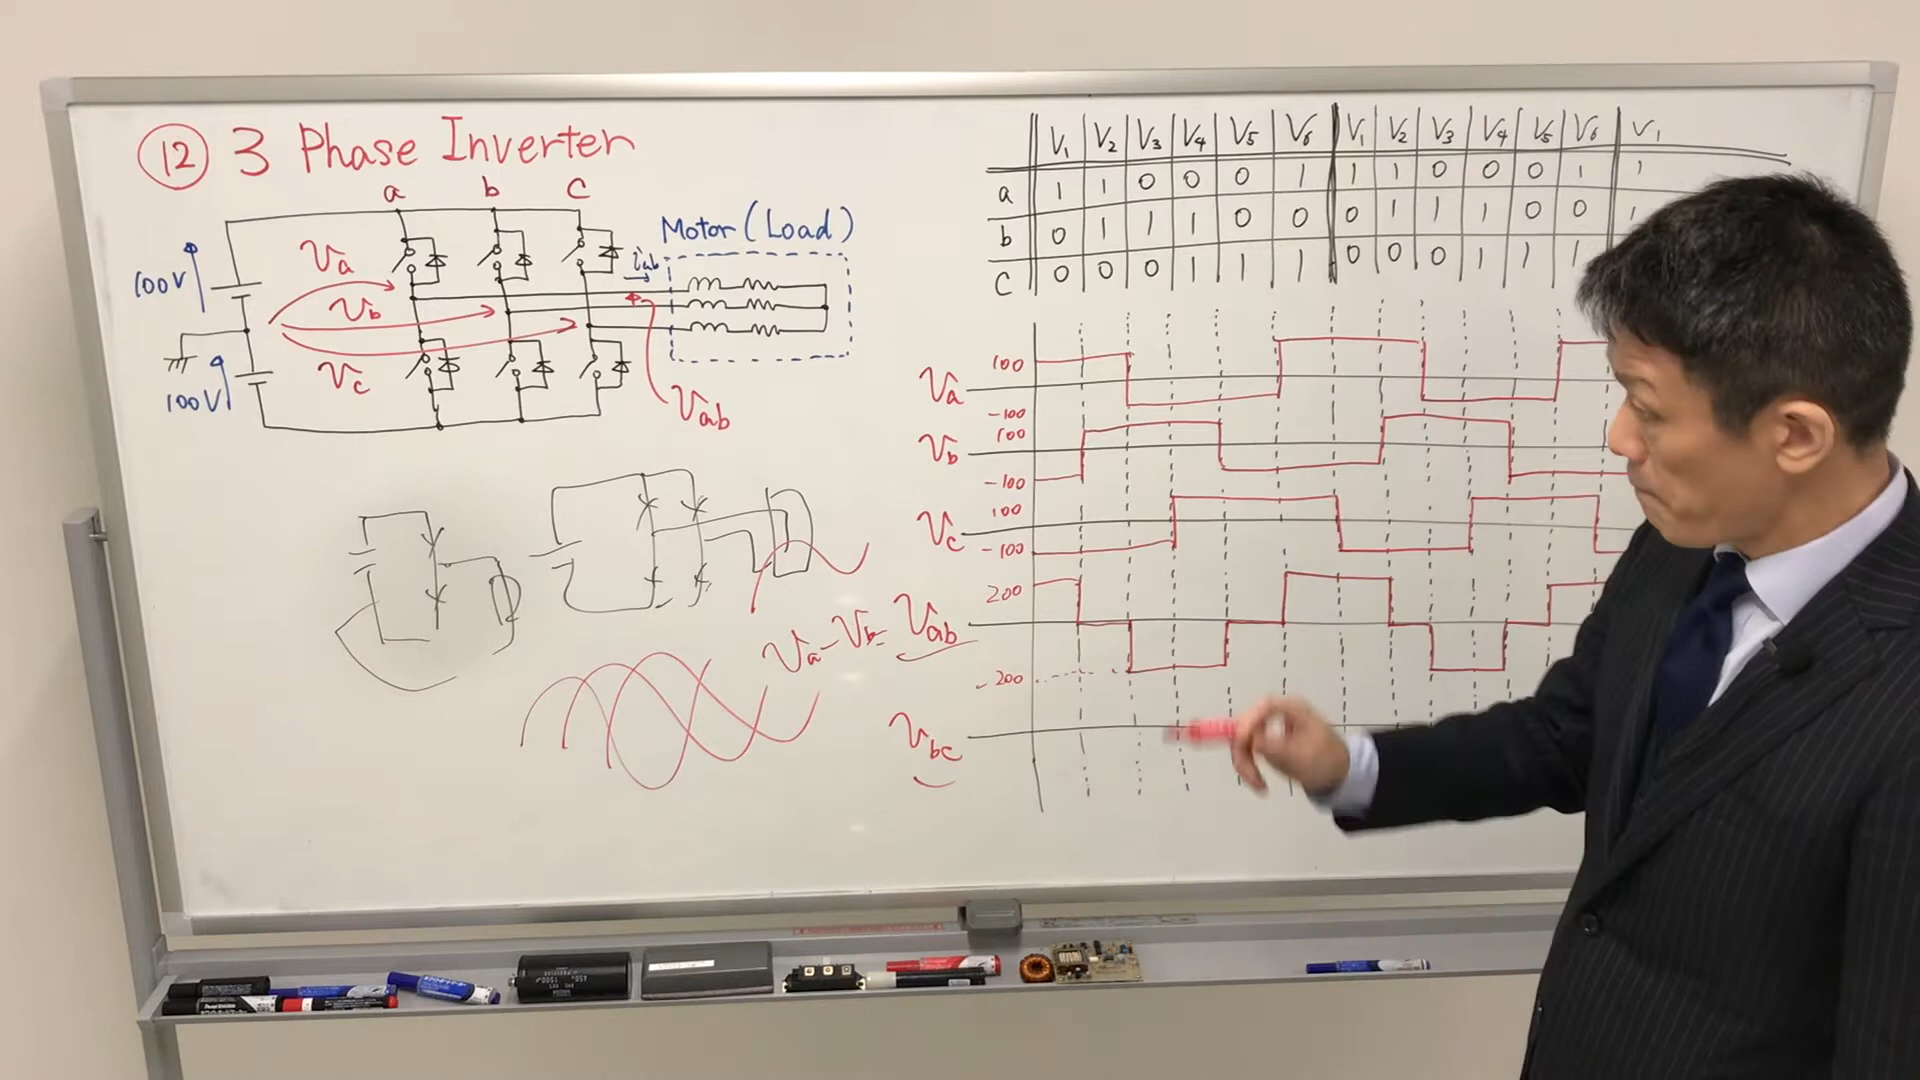 12 3 Phase Inverter
a b c
Motor (Load)
100V
Va
iab
Vb
Vc
100V
Vab
Va - Vb = Vab
V1 V2 V3 V4 V5 V6 V1 V2 V3 V4 V5 V6 V1
a 1 1 0 0 0 1 1 1 0 0 0 1 1
b 0 1 1 1 0 0 0 1 1 1 0 0 1
c 0 0 0 1 1 1 0 0 0 1 1 1
Va 100
-100
Vb 100
-100
Vc 100
-100
200
-200
Vbc